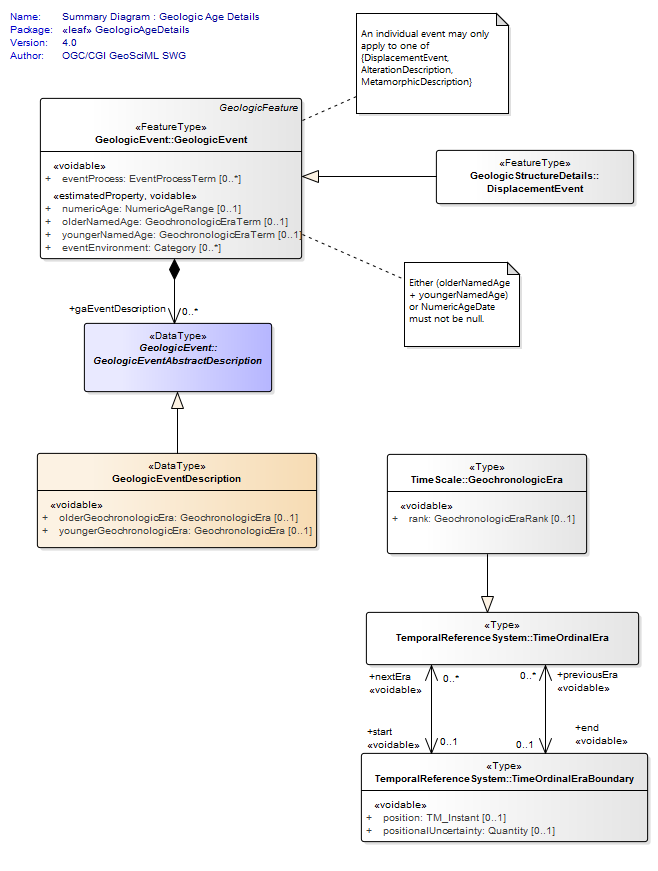 Name: Summary Diagram : Geologic Age Details
Package: «leaf» GeologicAgeDetails
Version: 4.0
Author: OGC/CGI GeoSciML SWG
An individual event may only
apply to one of
{DisplacementEvent,
AlterationDescription,
MetamorphicDescription}
GeologicFeature
«FeatureType»
GeologicEvent::GeologicEvent
«voidable»
+ eventProcess: EventProcessTerm [0..*]
«estimatedProperty, voidable»
+ numericAge: NumericAgeRange [0..1]
+ olderNamedAge: GeochronologicEraTerm [0..1]
+ youngerNamedAge: GeochronologicEraTerm [0..1]
+ eventEnvironment: Category [0..*]
«FeatureType»
GeologicStructureDetails::
DisplacementEvent
Either (olderNamedAge
+ youngerNamedAge)
or NumericAgeDate
must not be null.
+gaEventDescription 0..*
«DataType»
GeologicEvent::
GeologicEventAbstractDescription
«DataType»
GeologicEventDescription
«voidable»
+ olderGeochronologicEra: GeochronologicEra [0..1]
+ youngerGeochronologicEra: GeochronologicEra [0..1]
«Type»
TimeScale::GeochronologicEra
«voidable»
+ rank: GeochronologicEraRank [0..1]
«Type»
TemporalReferenceSystem::TimeOrdinalEra
+nextEra 0..* 0..* +previousEra
«voidable» «voidable»
+start +end
«voidable» 0..1 0..1 «voidable»
«Type»
TemporalReferenceSystem::TimeOrdinalEraBoundary
«voidable»
+ position: TM_Instant [0..1]
+ positionalUncertainty: Quantity [0..1]